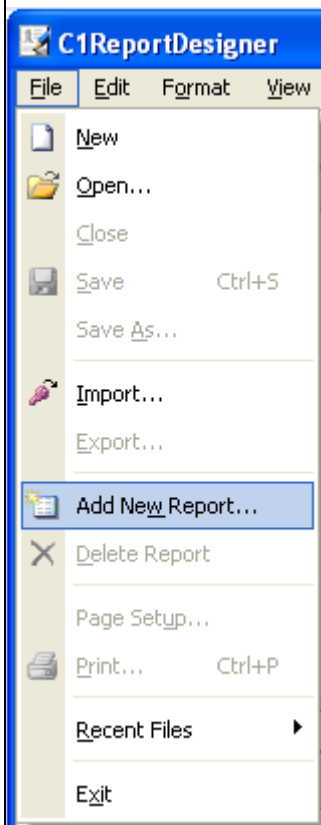 C1ReportDesigner
File Edit Format View
New
Open...
Close
Save Ctrl+S
Save As...
Import...
Export...
Add New Report...
Delete Report
Page Setup...
Print... Ctrl+P
Recent Files
Exit